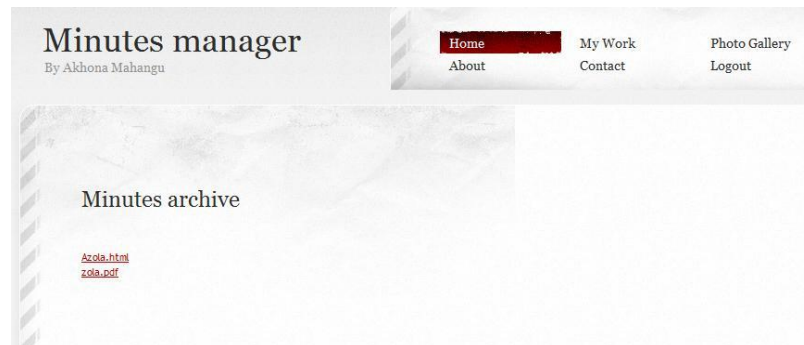 Minutes manager
By Akhona Mahangu
Home My Work Photo Gallery
About Contact Logout
Minutes archive
Azola.html
zola.pdf